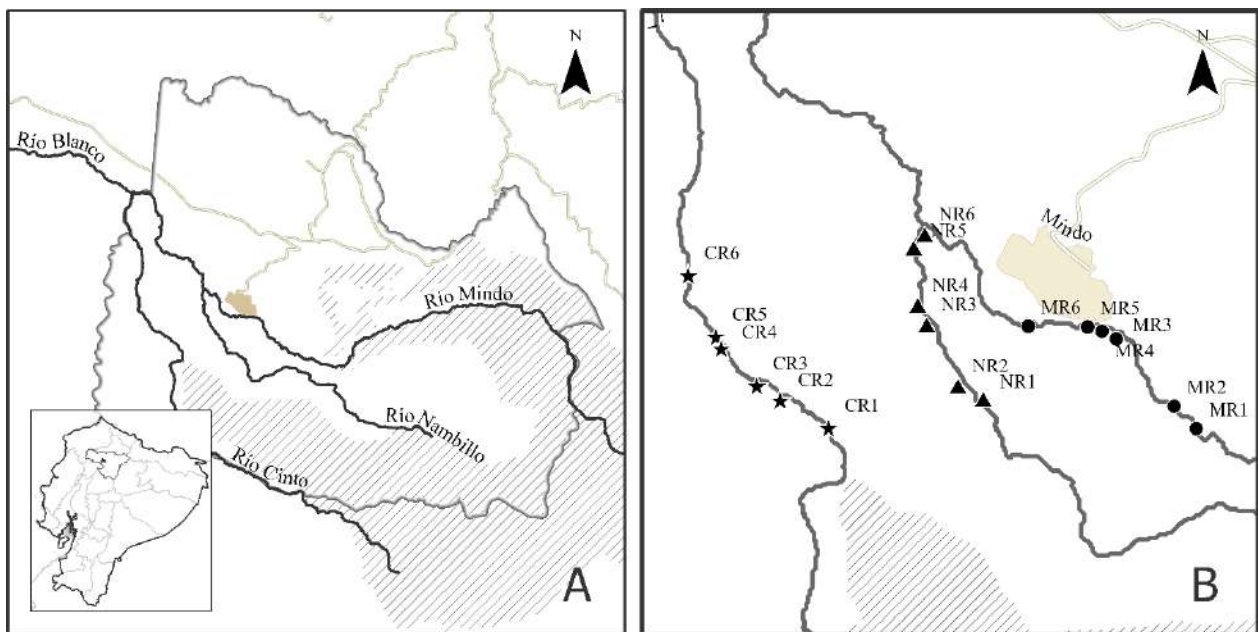 N
Río Blanco
Río Mindo
Río Nambillo
Río Cinto
A
N
Mindo
NR6
NR5
CR6
NR4
NR3
MR6
MR5
MR3
CR5
CR4
MR4
CR3
CR2
NR2
NR1
MR2
CR1
MR1
B